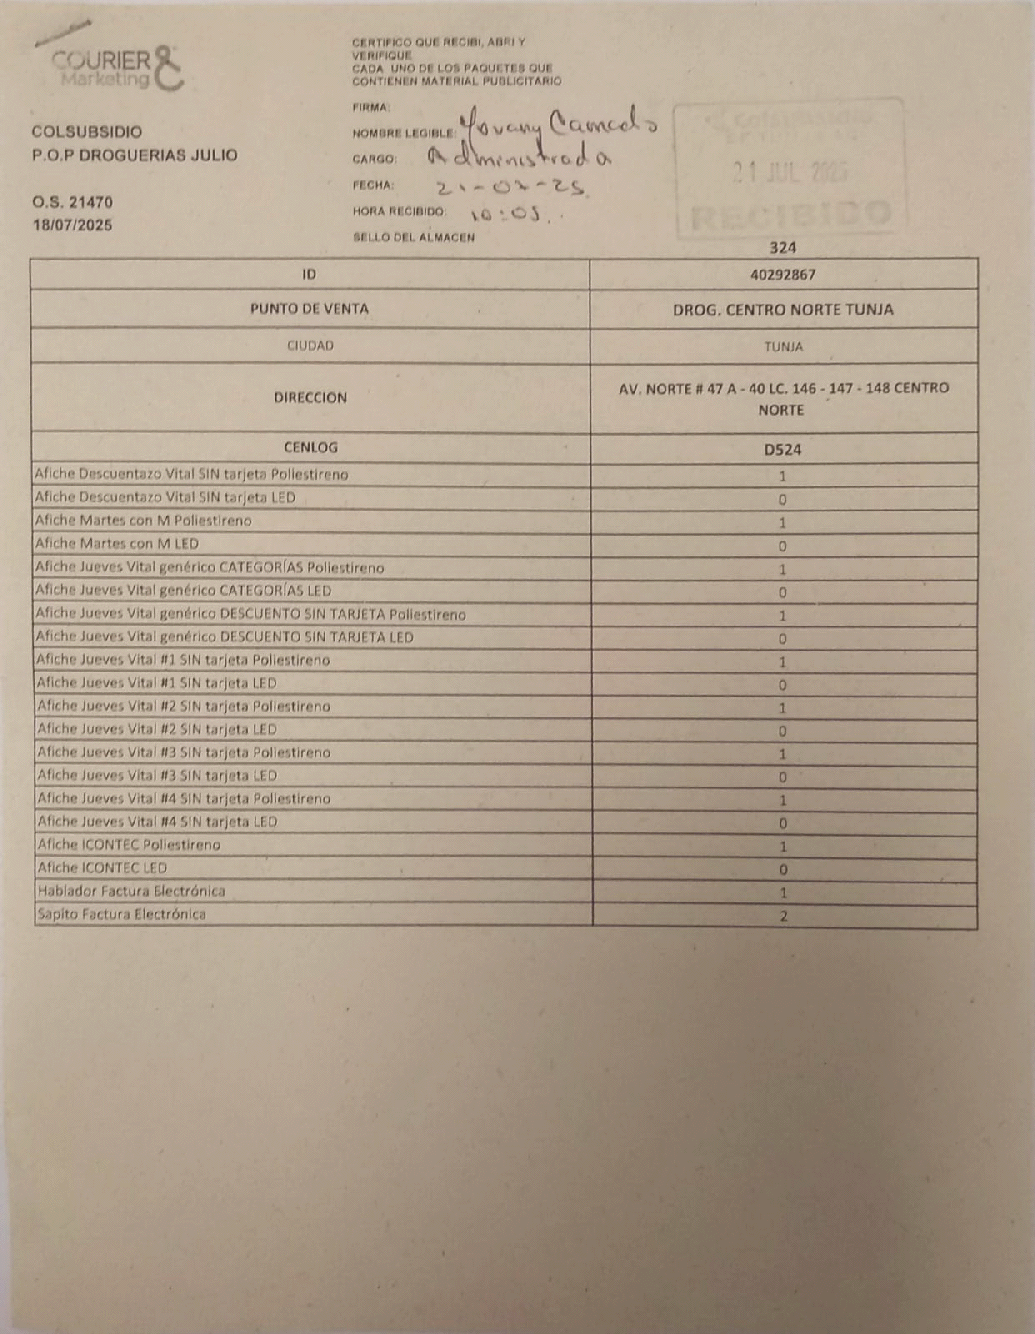 COURIER &
Marketing
COLSUBSIDIO
P.O.P DROGUERIAS JULIO
O.S. 21470
18/07/2025
CERTIFICO QUE RECIBI, ABRI Y
VERIFIQUE
CADA UNO DE LOS PAQUETES QUE
CONTIENEN MATERIAL PUBLICITARIO
FIRMA:
NOMBRE LEGIBLE: Yovany
CARGO: Administrada
FECHA: 21-07-25
HORA RECIBIDO: 10:05
SELLO DEL ALMACEN
Colsubsidio
21 JUL 2025
RECIBIDO
324
ID 40292867
PUNTO DE VENTA DROG. CENTRO NORTE TUNJA
CIUDAD TUNJA
DIRECCION AV. NORTE # 47 A - 40 LC. 146 - 147 - 148 CENTRO
NORTE
CENLOG D524
Afiche Descuentazo Vital SIN tarjeta Poliestireno 1
Afiche Descuentazo Vital SIN tarjeta LED 0
Afiche Martes con M Poliestireno 1
Afiche Martes con M LED 0
Afiche Jueves Vital genérico CATEGORÍAS Poliestireno 1
Afiche Jueves Vital genérico CATEGORÍAS LED 0
Afiche Jueves Vital genérico DESCUENTO SIN TARJETA Poliestireno 1
Afiche Jueves Vital genérico DESCUENTO SIN TARJETA LED 0
Afiche Jueves Vital #1 SIN tarjeta Poliestireno 1
Afiche Jueves Vital #1 SIN tarjeta LED 0
Afiche Jueves Vital #2 SIN tarjeta Poliestireno 1
Afiche Jueves Vital #2 SIN tarjeta LED 0
Afiche Jueves Vital #3 SIN tarjeta Poliestireno 1
Afiche Jueves Vital #3 SIN tarjeta LED 0
Afiche Jueves Vital #4 SIN tarjeta Poliestireno 1
Afiche Jueves Vital #4 SIN tarjeta LED 0
Afiche ICONTEC Poliestireno 1
Afiche ICONTEC LED 0
Hablador Factura Electrónica 1
Sapito Factura Electrónica 2